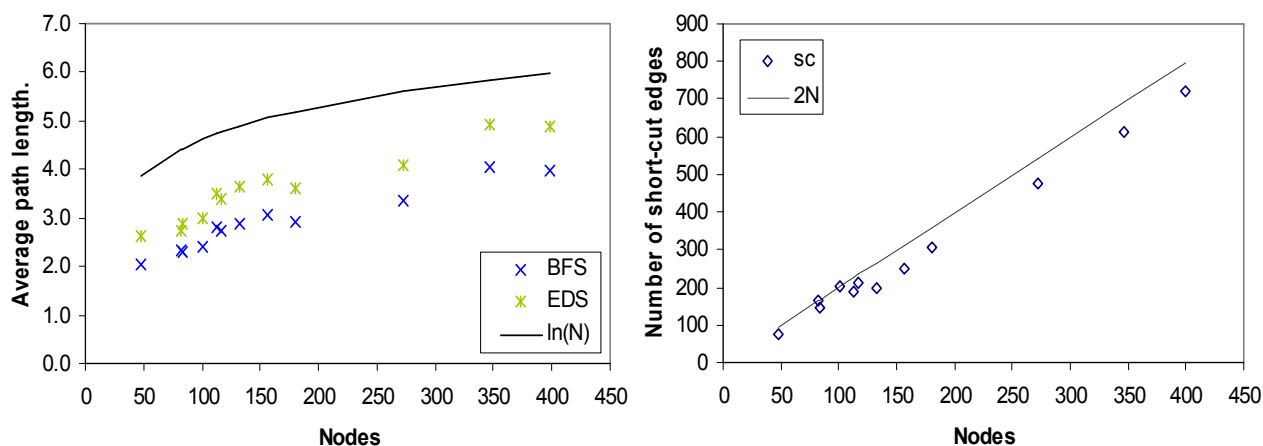 7.0
6.0
5.0
4.0
3.0
2.0
1.0
0.0
Average path length.
BFS
EDS
ln(N)
0 50 100 150 200 250 300 350 400 450
Nodes
900
800
700
600
500
400
300
200
100
0
Number of short-cut edges
sc
2N
0 50 100 150 200 250 300 350 400 450
Nodes